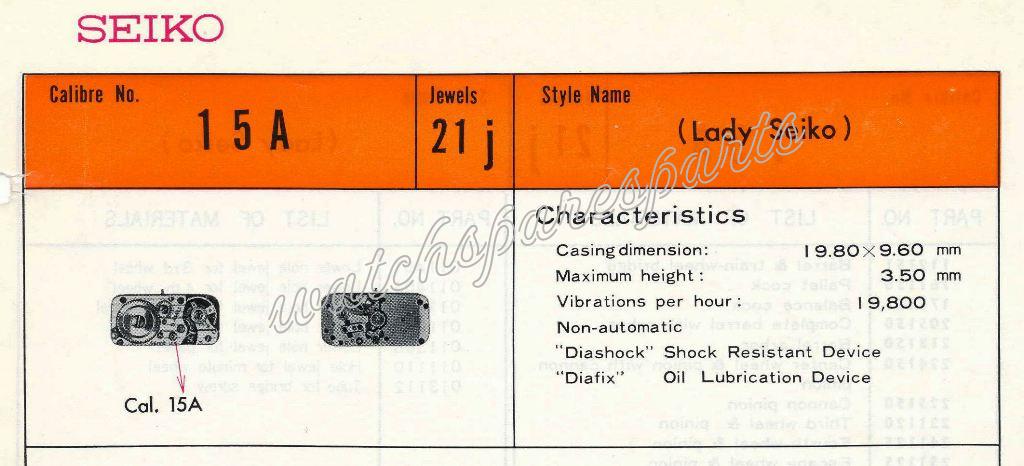 SEIKO
Calibre No.
15A
Jewels
21 j
Style Name
(Lady Seiko)
Characteristics
Casing dimension: 19.80×9.60 mm
Maximum height: 3.50 mm
Vibrations per hour: 19,800
Non-automatic
"Diashock" Shock Resistant Device
"Diafix" Oil Lubrication Device
Cal. 15A
watchsparesparts